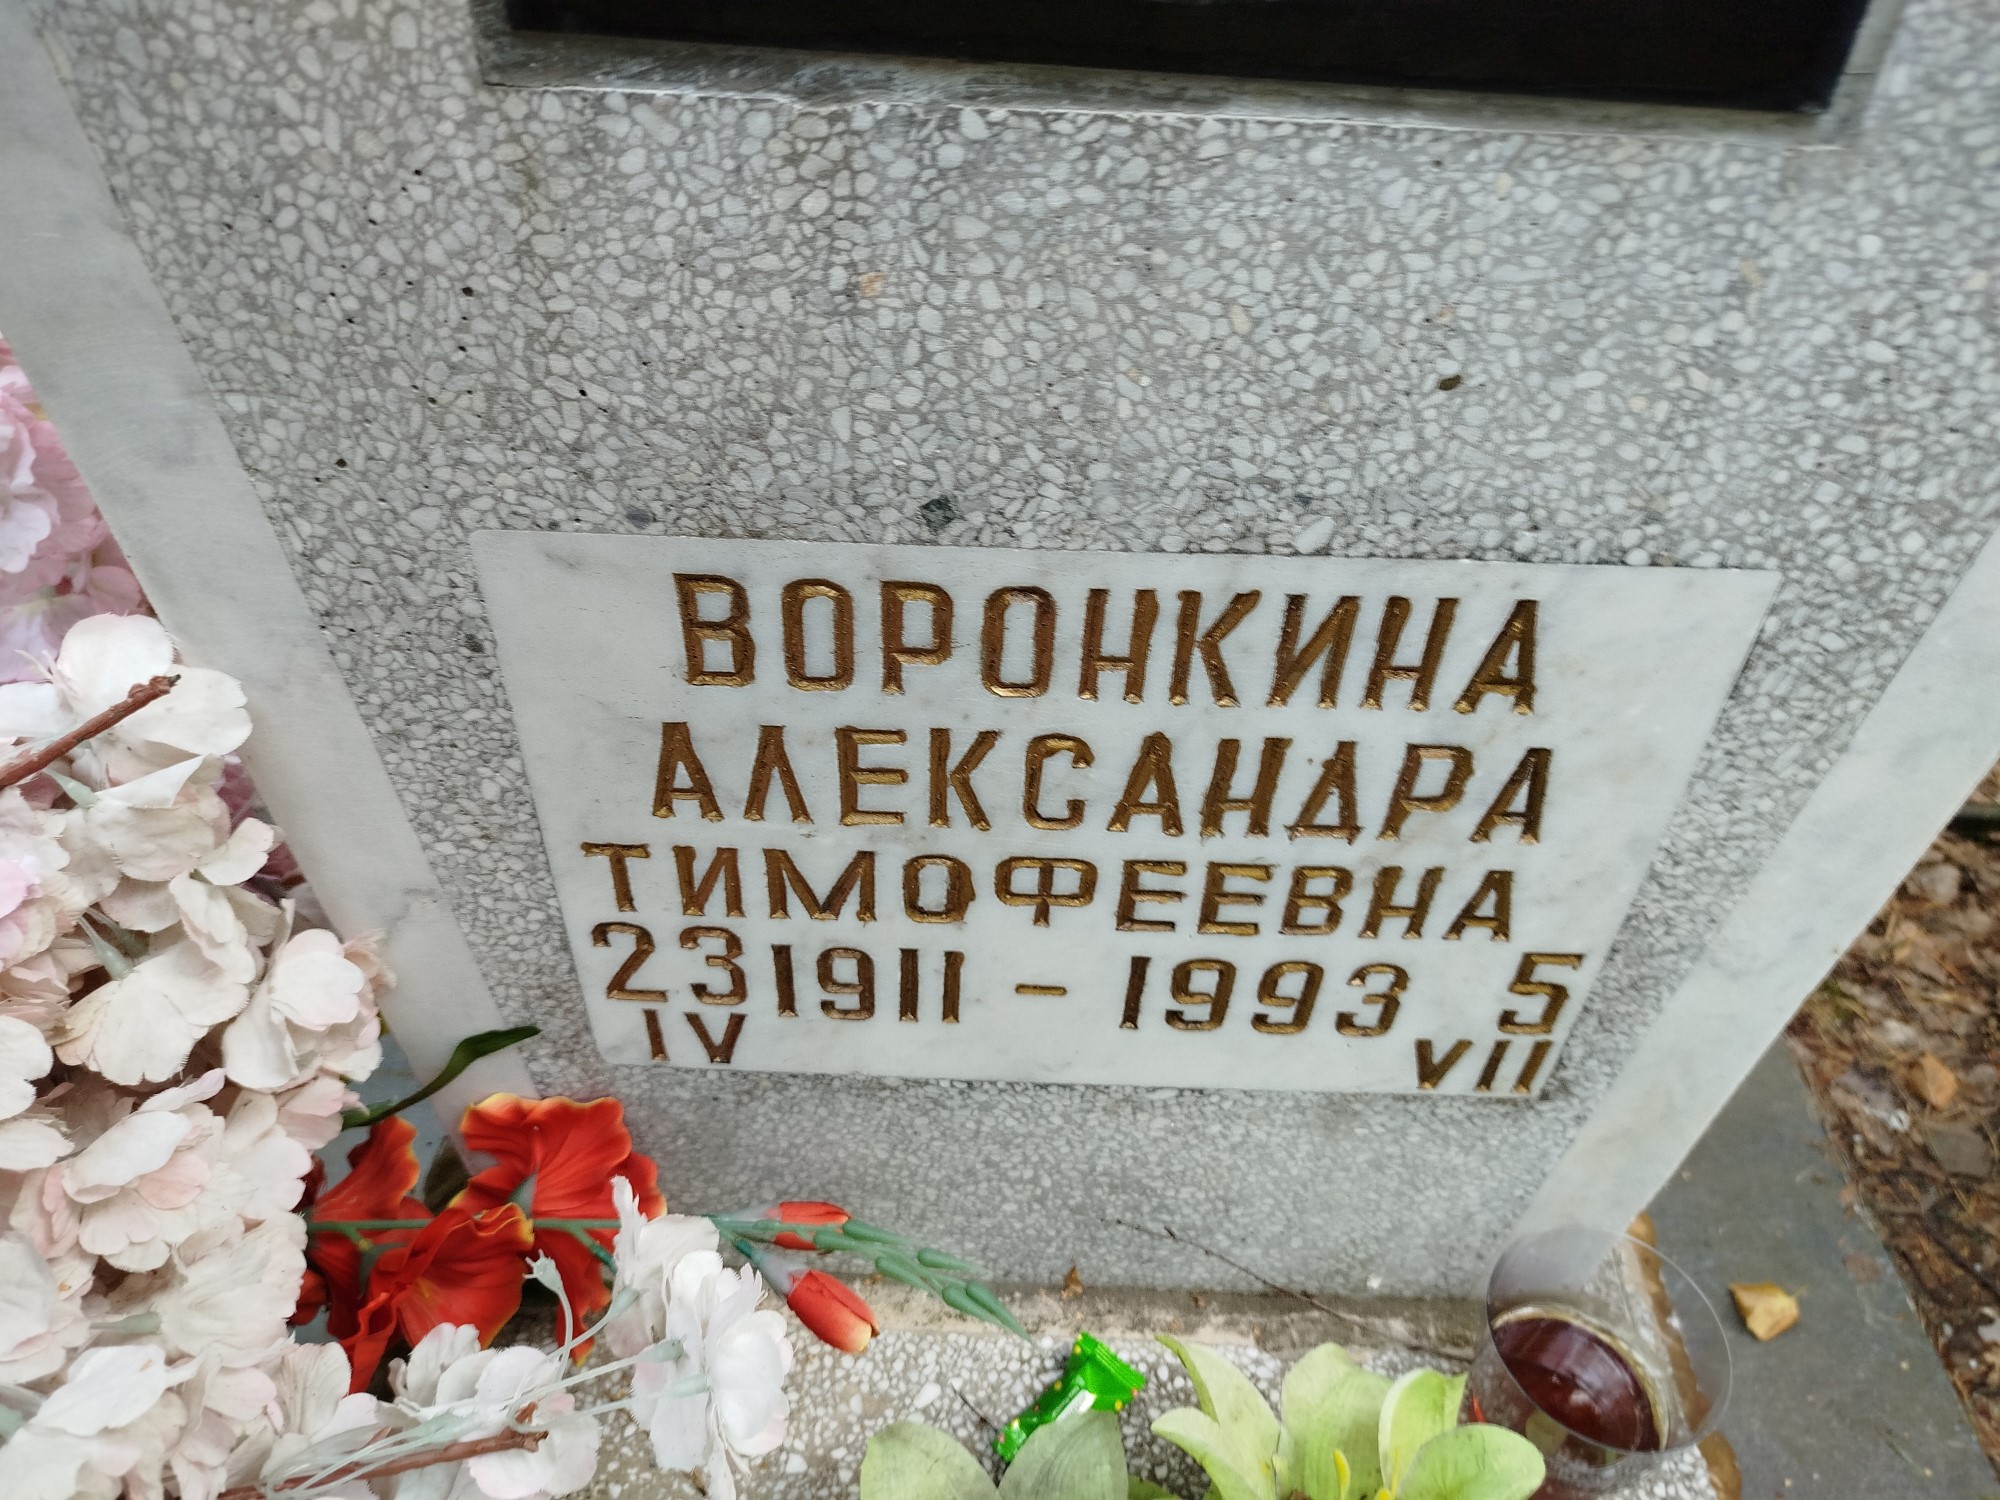 ВОРОНКИНА
АЛЕКСАНДРА
ТИМОФЕЕВНА
23 1911 – 1993 5
IV VII